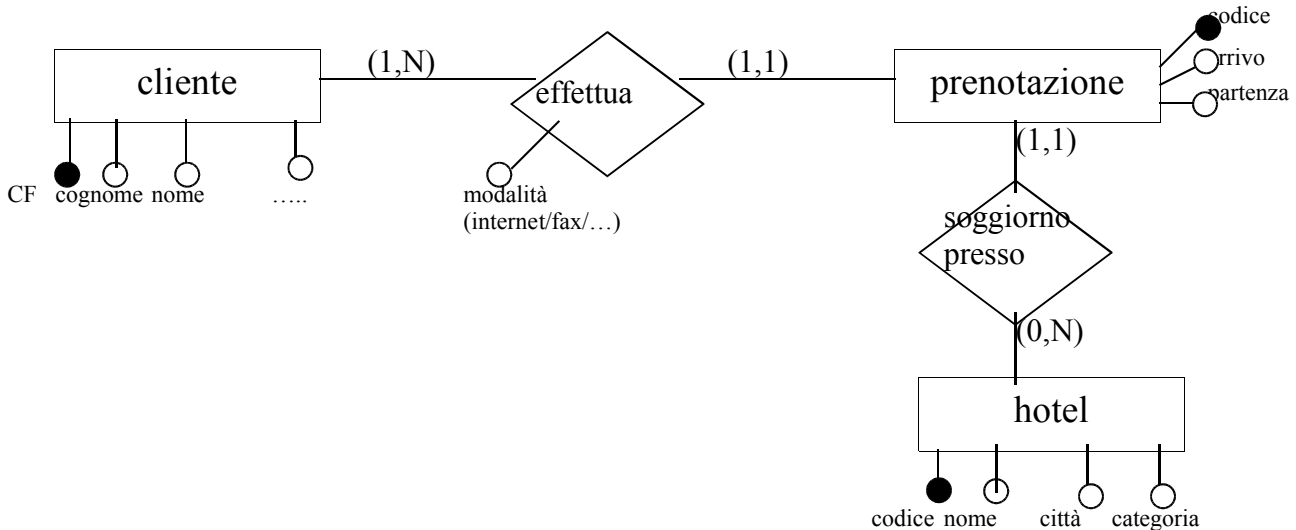 codice
(1,N)
(1,1)
rrivo
cliente
effettua
prenotazione
partenza
(1,1)
CF cognome nome …..
modalità
(internet/fax/…)
soggiorno
presso
(0,N)
hotel
codice nome città categoria